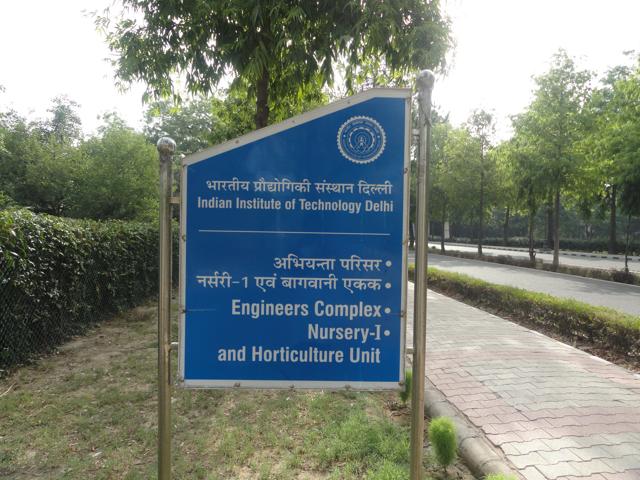 भारतीय प्रौद्योगिकी संस्थान दिल्ली
Indian Institute of Technology Delhi
अभियन्ता परिसर •
नर्सरी-1 एवं बागवानी एकक •
Engineers Complex •
Nursery-I •
and Horticulture Unit